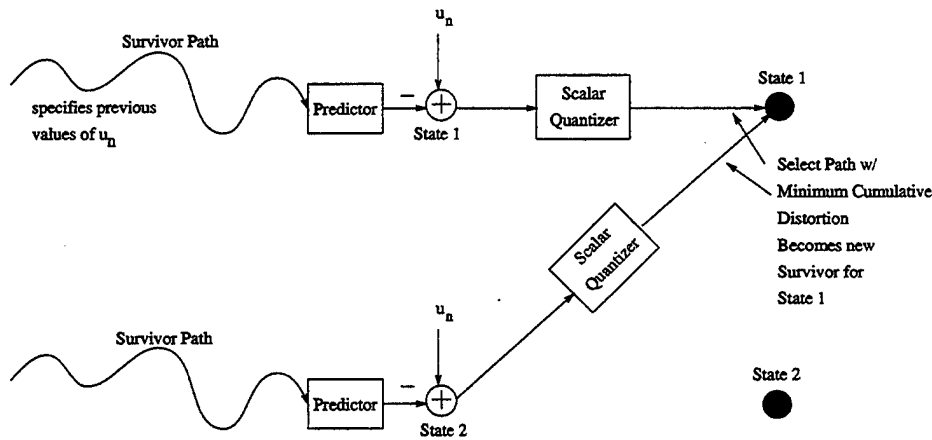 u_n
Survivor Path
State 1
specifies previous
values of u_n
Predictor
−
+
State 1
Scalar
Quantizer
Select Path w/
Minimum Cumulative
Distortion
Becomes new
Survivor for
State 1
Scalar
Quantizer
u_n
Survivor Path
Predictor
−
+
State 2
State 2